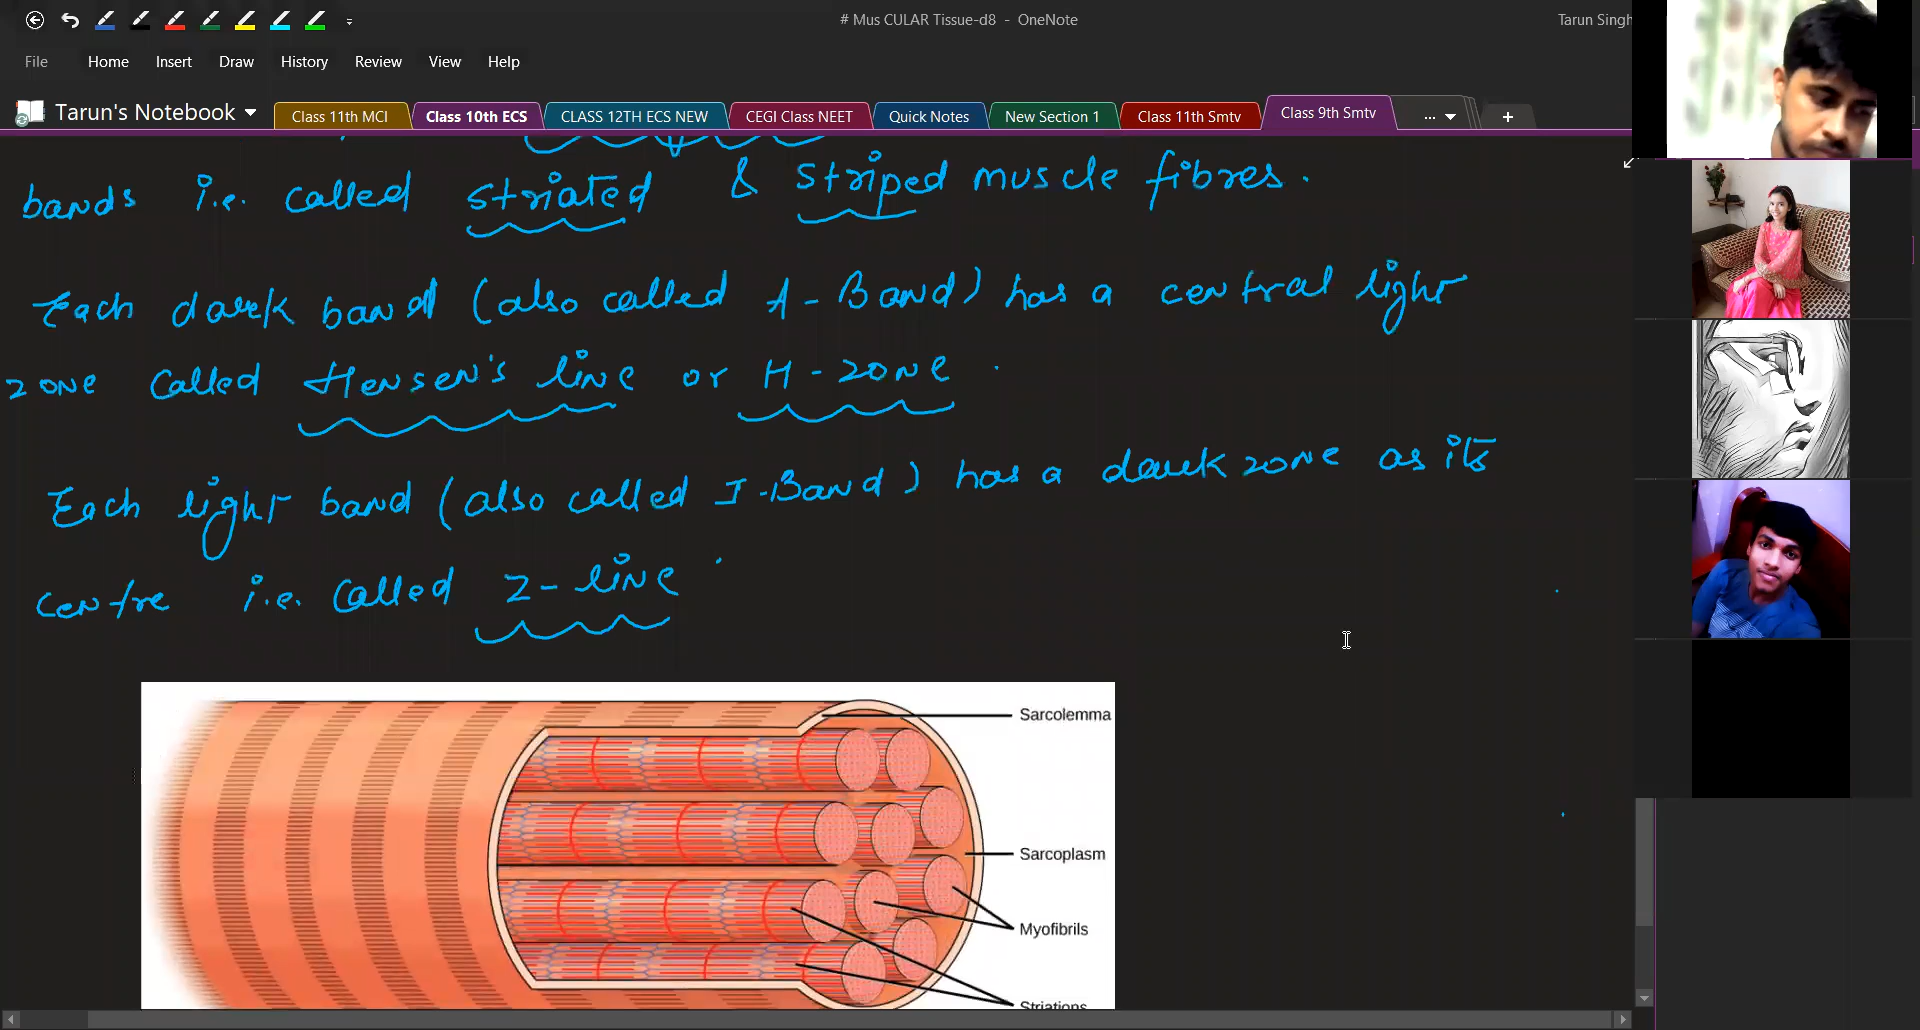 # Mus CULAR Tissue-d8 - OneNote
Tarun Singh
File Home Insert Draw History Review View Help
Tarun's Notebook
Class 11th MCI
Class 10th ECS
CLASS 12TH ECS NEW
CEGI Class NEET
Quick Notes
New Section 1
Class 11th Smtv
Class 9th Smtv
...
+
bands i.e. called striated & striped muscle fibres.
Each dark band (also called A-Band) has a central light
zone called Hensen's line or H-zone.
Each light band (also called I-Band) has a dark zone as its
centre i.e. called Z-line.
Sarcolemma
Sarcoplasm
Myofibrils
Striations